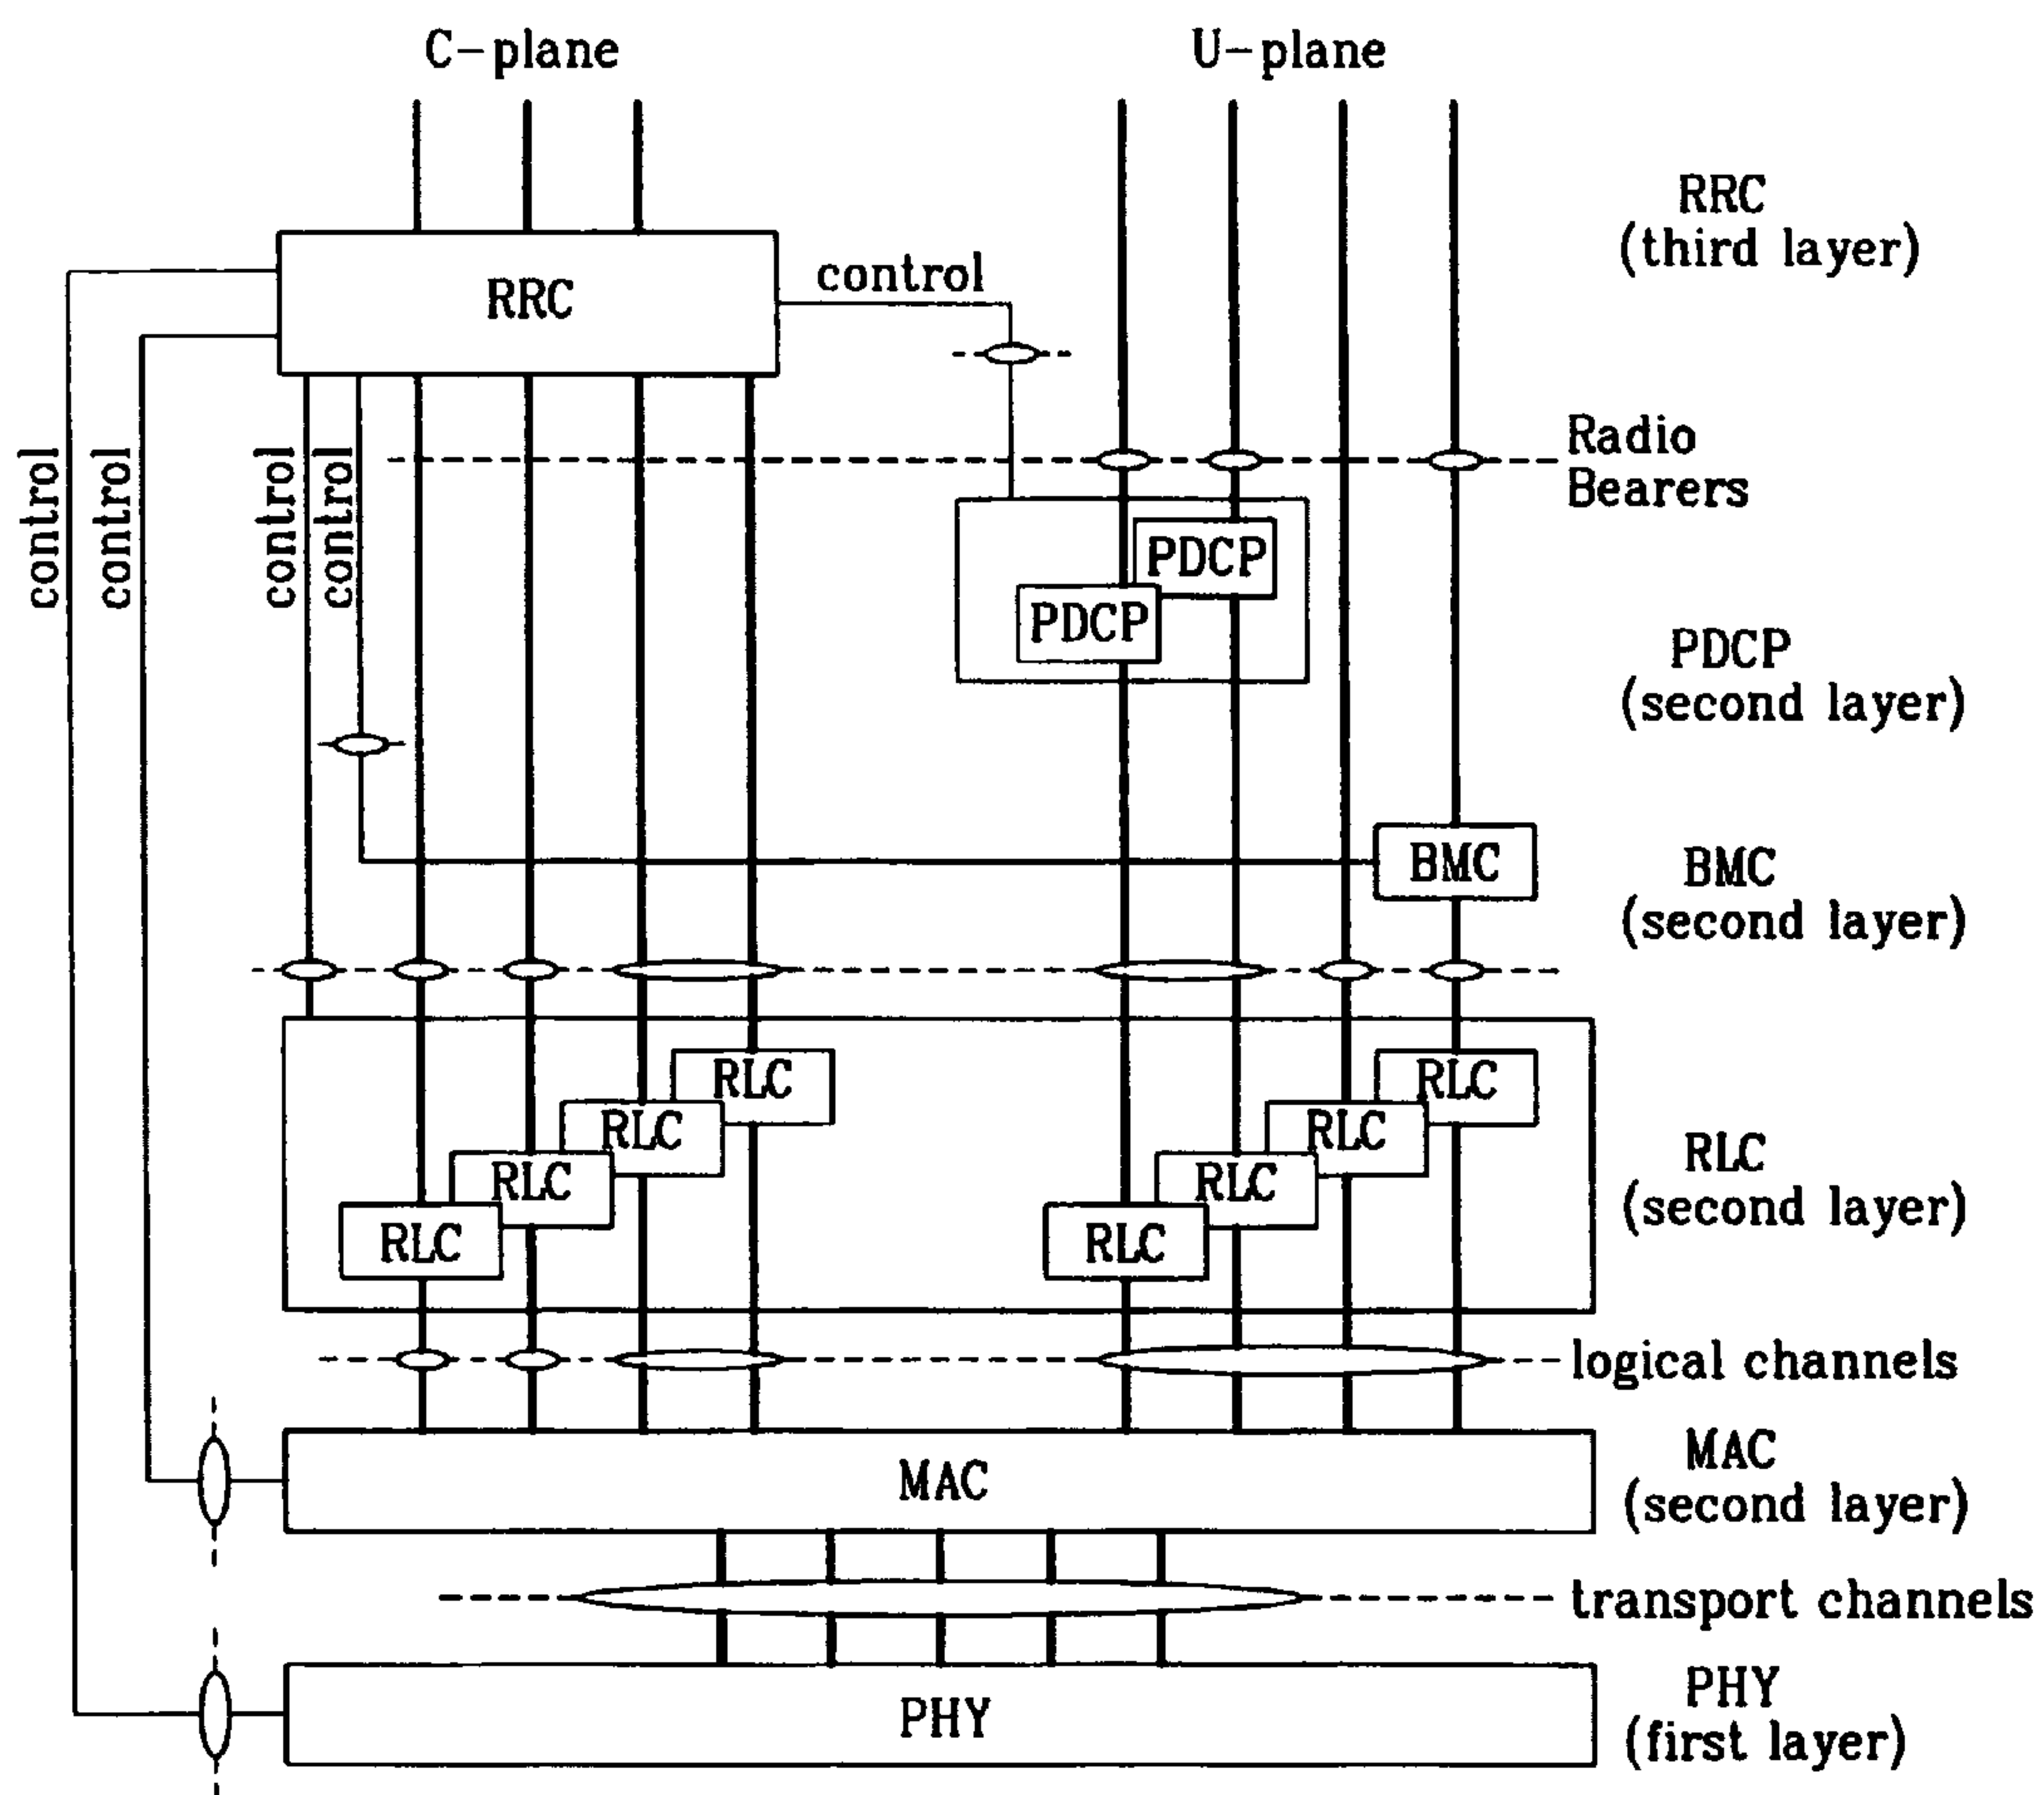 C-plane
U-plane
RRC
(third layer)
RRC
control
control
control
control
control
Radio
Bearers
PDCP
PDCP
PDCP
(second layer)
BMC
BMC
(second layer)
RLC
RLC
RLC
RLC
RLC
RLC
RLC
RLC
RLC
(second layer)
logical channels
MAC
MAC
(second layer)
transport channels
PHY
PHY
(first layer)